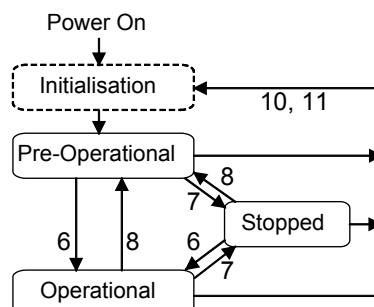 Power On
Initialisation
10, 11
Pre-Operational
8
7
Stopped
6
8
6
7
Operational